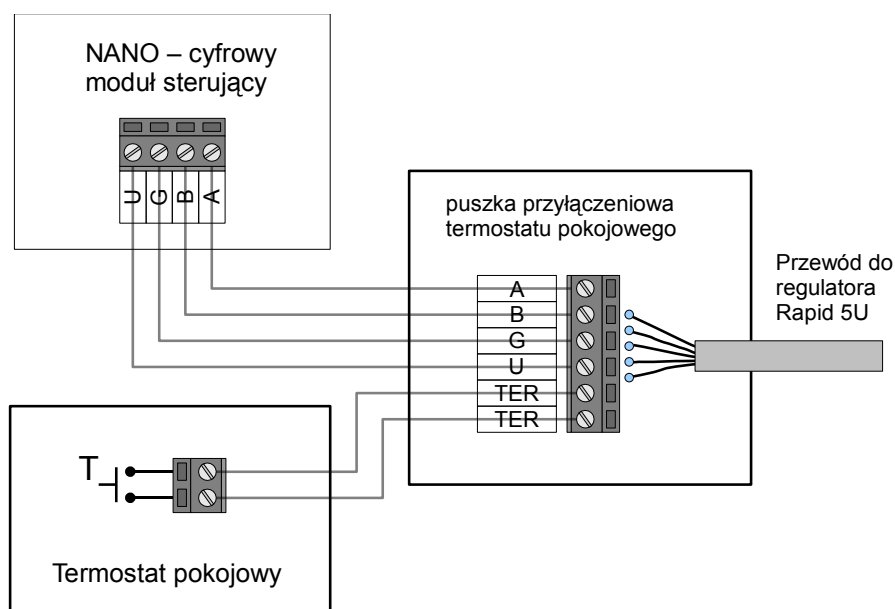 NANO – cyfrowy
moduł sterujący
U G B A
puszka przyłączeniowa
termostatu pokojowego
A
B
G
U
TER
TER
Przewód do
regulatora
Rapid 5U
T
Termostat pokojowy